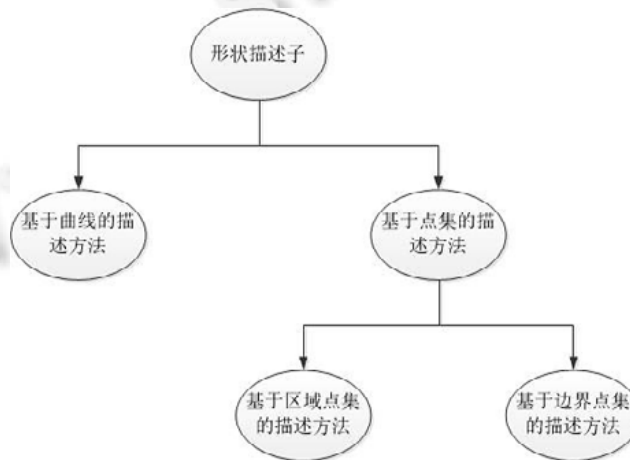 形状描述子
基于曲线的描
述方法
基于点集的描
述方法
基于区域点集
的描述方法
基于边界点集
的描述方法